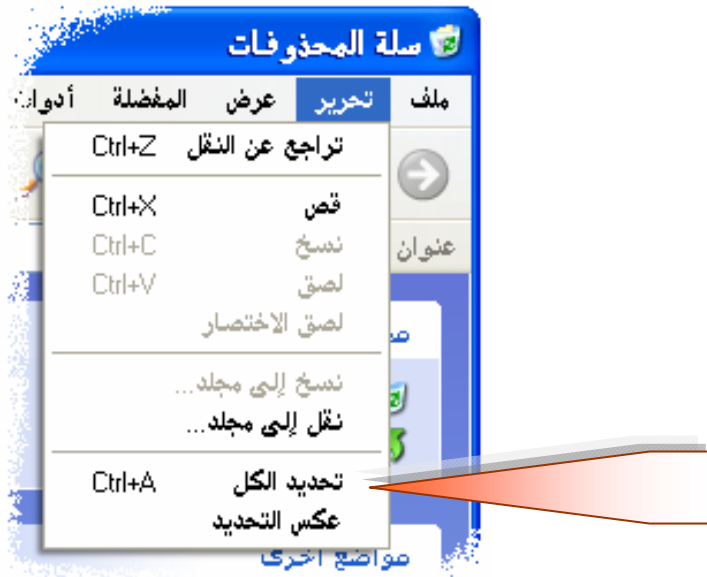 سلة المحذوفات
ملف تحرير عرض المفضلة
تراجع عن النقل Ctrl+Z
قص Ctrl+X
نسخ Ctrl+C
لصق Ctrl+V
لصق الاختصار
نسخ إلى مجلد...
نقل إلى مجلد...
تحديد الكل Ctrl+A
عكس التحديد
عنوان
مواضع أخرى